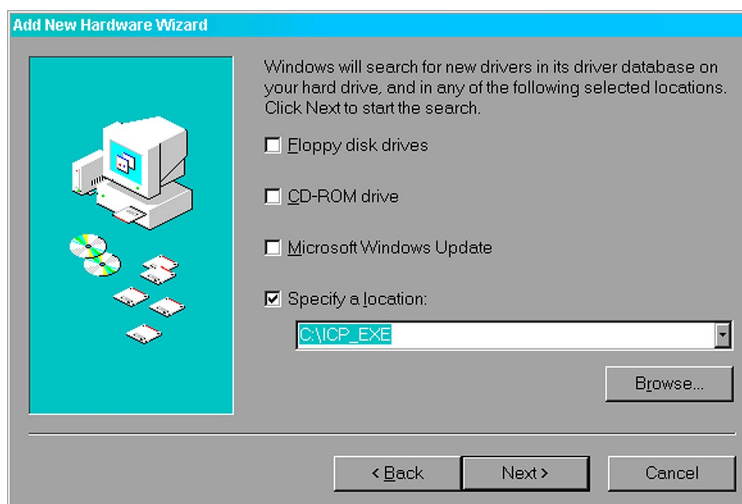 Add New Hardware Wizard
Windows will search for new drivers in its driver database on
your hard drive, and in any of the following selected locations.
Click Next to start the search.
Floppy disk drives
CD-ROM drive
Microsoft Windows Update
Specify a location:
C:\ICP_EXE
Browse...
< Back
Next >
Cancel